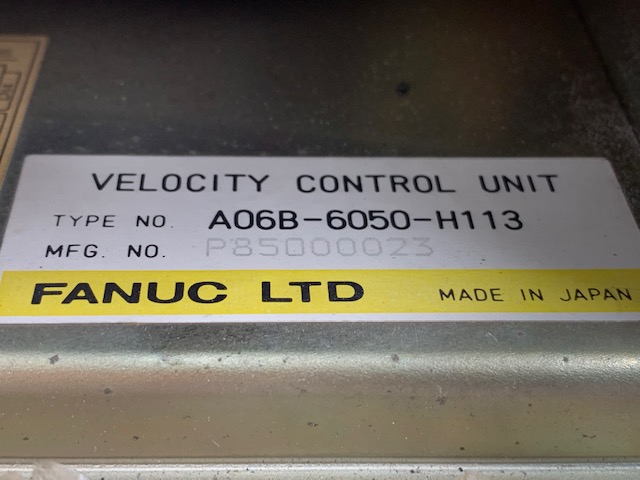 VELOCITY CONTROL UNIT
TYPE NO. A06B-6050-H113
MFG. NO. P85000023
FANUC LTD MADE IN JAPAN